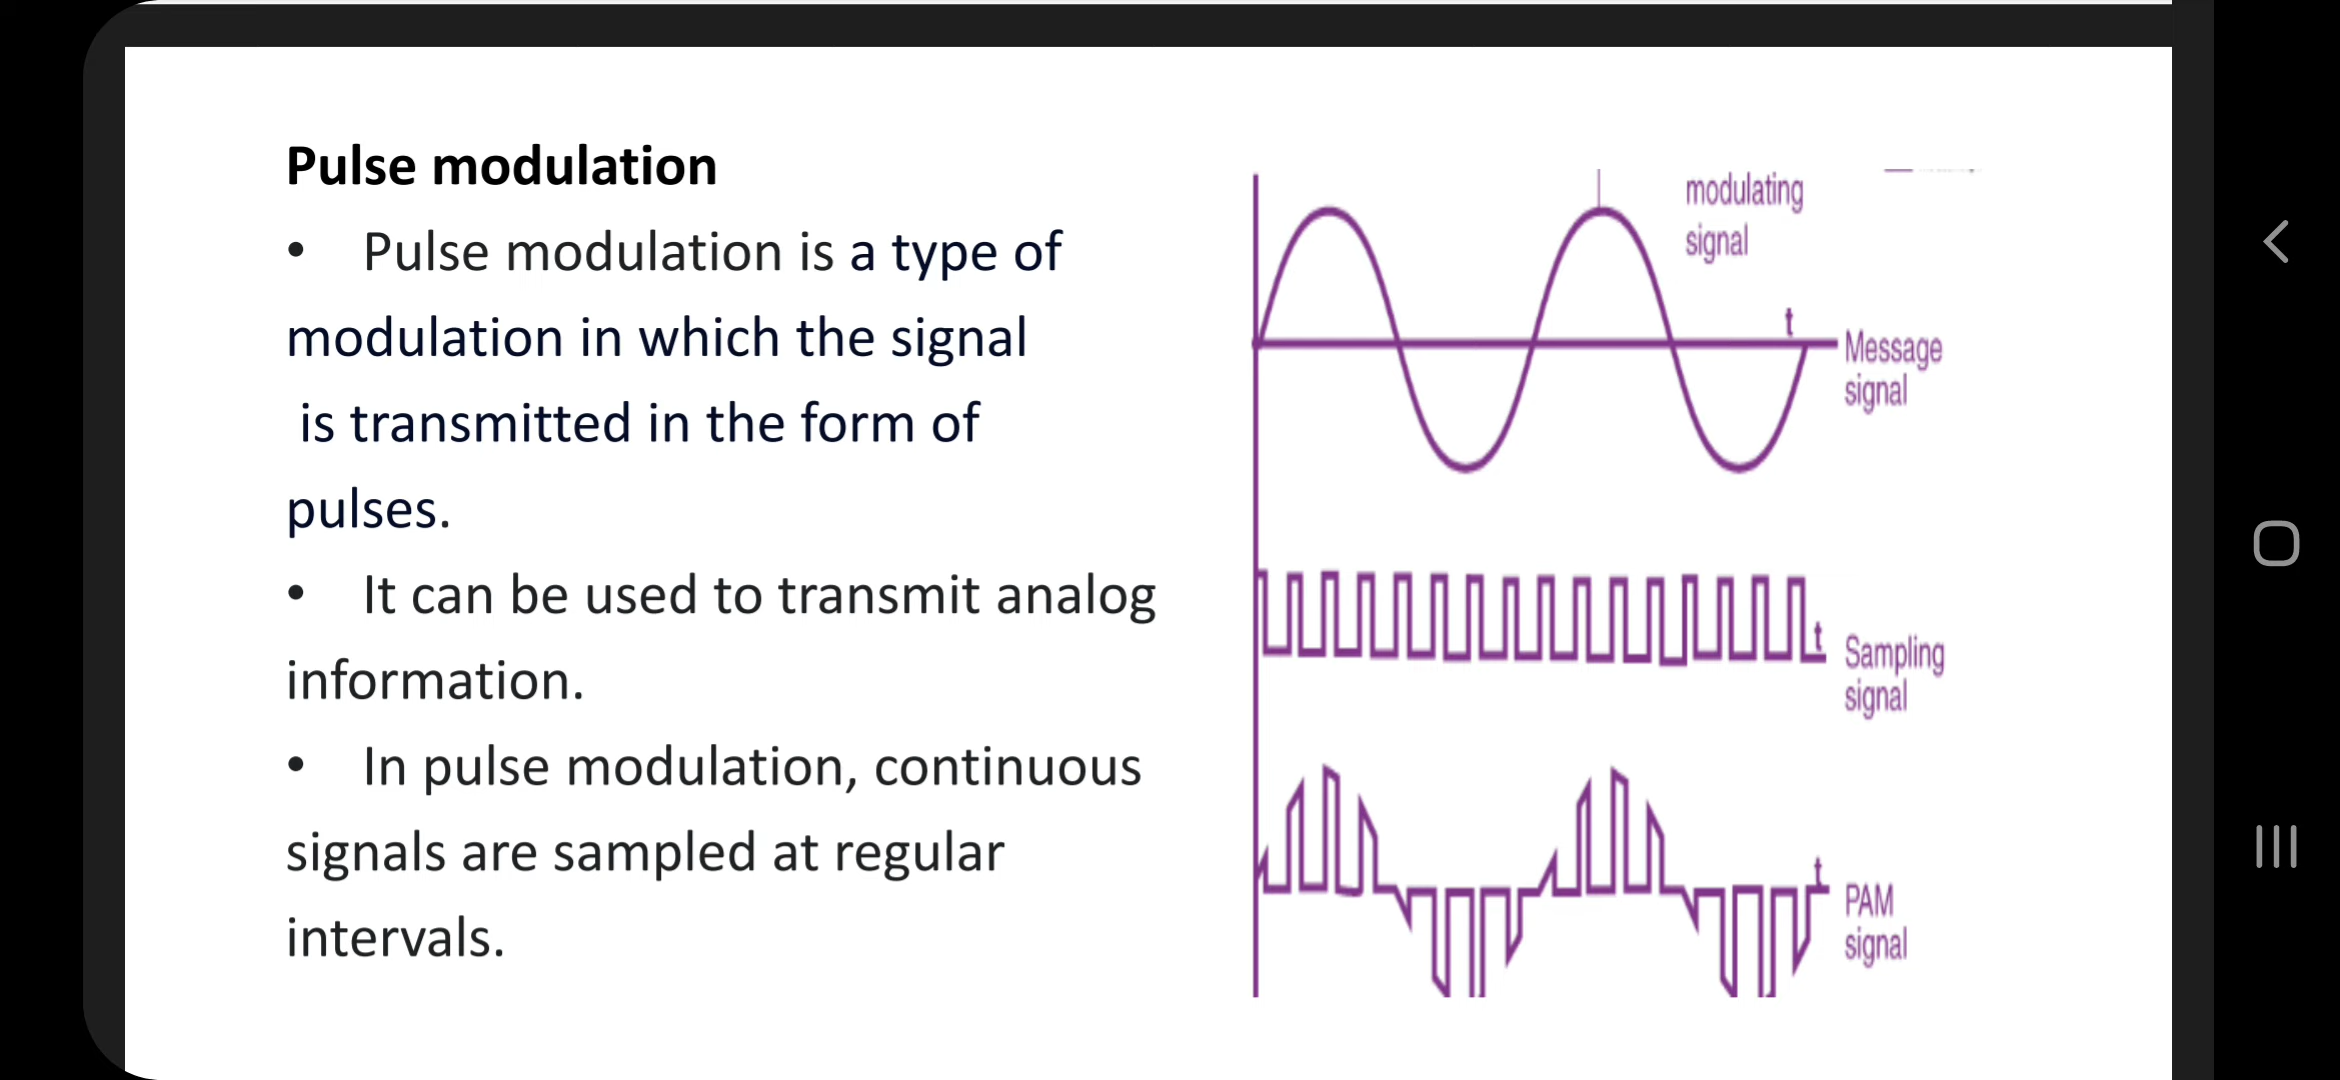 Pulse modulation
• Pulse modulation is a type of
modulation in which the signal
is transmitted in the form of
pulses.
• It can be used to transmit analog
information.
• In pulse modulation, continuous
signals are sampled at regular
intervals.
modulating
signal
t
Message
signal
t
Sampling
signal
t
PAM
signal